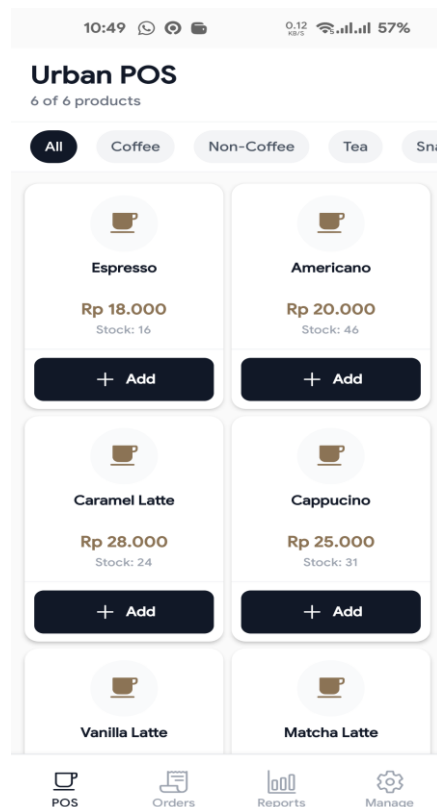 10:49 0.12 KB/S 57%
Urban POS
6 of 6 products
All Coffee Non-Coffee Tea Sna
Espresso Americano
Rp 18.000 Rp 20.000
Stock: 16 Stock: 46
+ Add + Add
Caramel Latte Cappucino
Rp 28.000 Rp 25.000
Stock: 24 Stock: 31
+ Add + Add
Vanilla Latte Matcha Latte
POS Orders Reports Manage